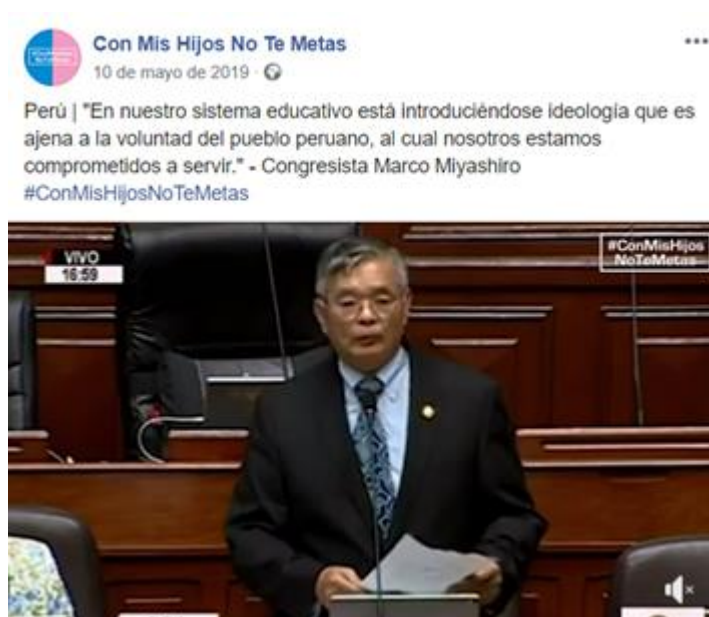 Con Mis Hijos No Te Metas
10 de mayo de 2019
Perú | "En nuestro sistema educativo está introduciéndose ideología que es
ajena a la voluntad del pueblo peruano, al cual nosotros estamos
comprometidos a servir." - Congresista Marco Miyashiro
#ConMisHijosNoTeMetas
VIVO
16:59
#ConMisHijos
NoTeMetas